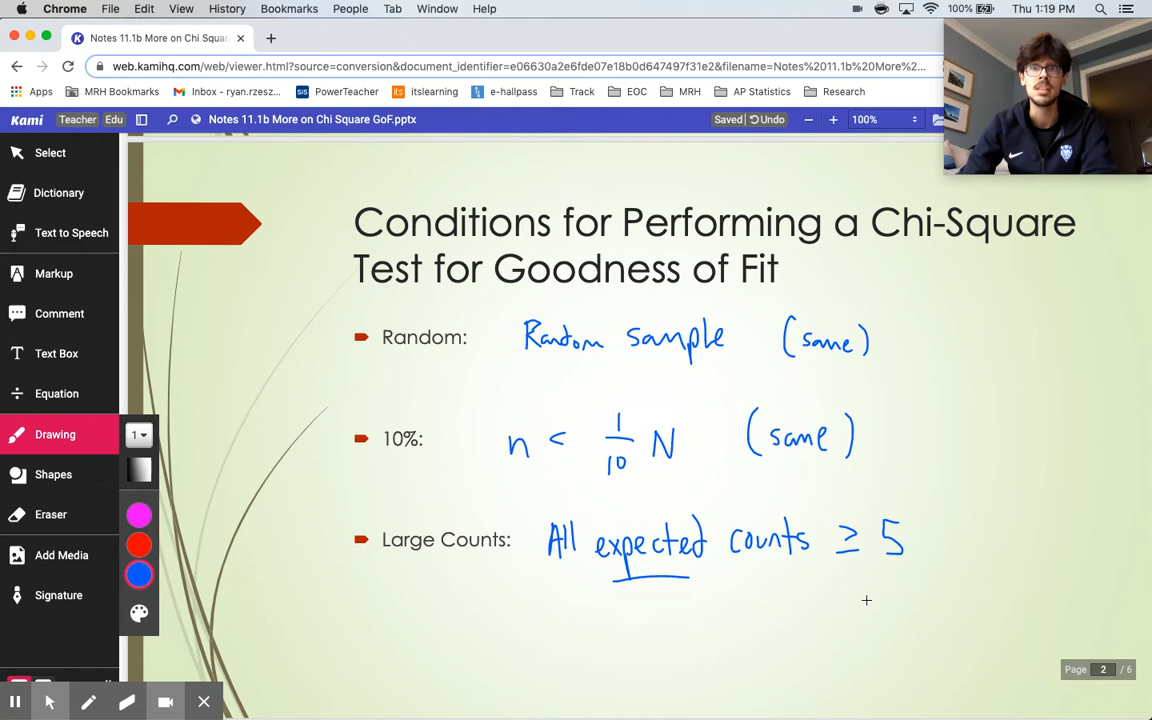 Chrome File Edit View History Bookmarks People Tab Window Help 100% Thu 1:19 PM
Notes 11.1b More on Chi Squar
web.kamihq.com/web/viewer.html?source=conversion&document_identifier=e06630a2e6fde07e18b0d647497f31e2&filename=Notes%2011.1b%20More%2...
Apps MRH Bookmarks Inbox - ryan.rzesz... SIS PowerTeacher its itslearning e-hallpass Track EOC MRH AP Statistics Research
Kami Teacher Edu Notes 11.1b More on Chi Square GoF.pptx Saved Undo 100%
Select
Dictionary
Text to Speech
Markup
Comment
Text Box
Equation
Drawing 1
Shapes
Eraser
Add Media
Signature
Conditions for Performing a Chi-Square
Test for Goodness of Fit
Random: Random sample (same)
10%: n < 1/10 N (same)
Large Counts: All expected counts ≥ 5
Page 2 / 6